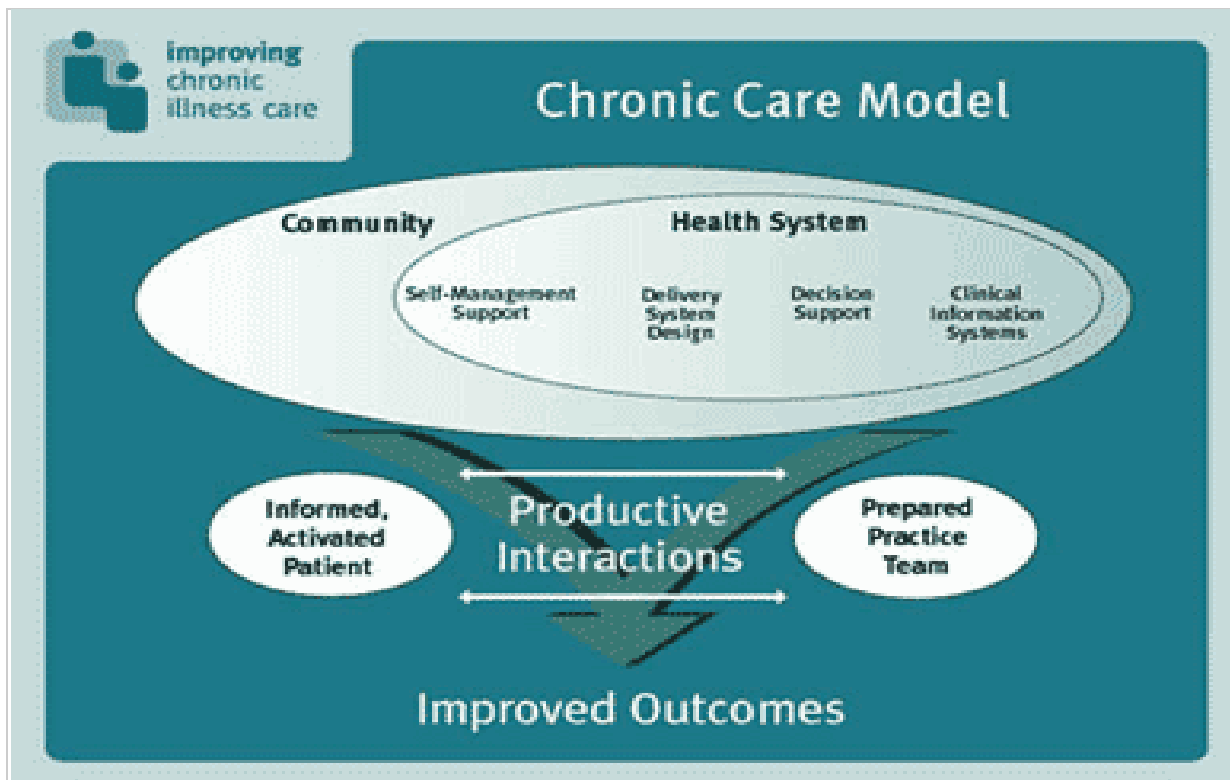 improving
chronic
illness care
Chronic Care Model
Community
Health System
Self-Management
Support
Delivery
System
Design
Decision
Support
Clinical
Information
Systems
Informed,
Activated
Patient
Productive
Interactions
Prepared
Practice
Team
Improved Outcomes